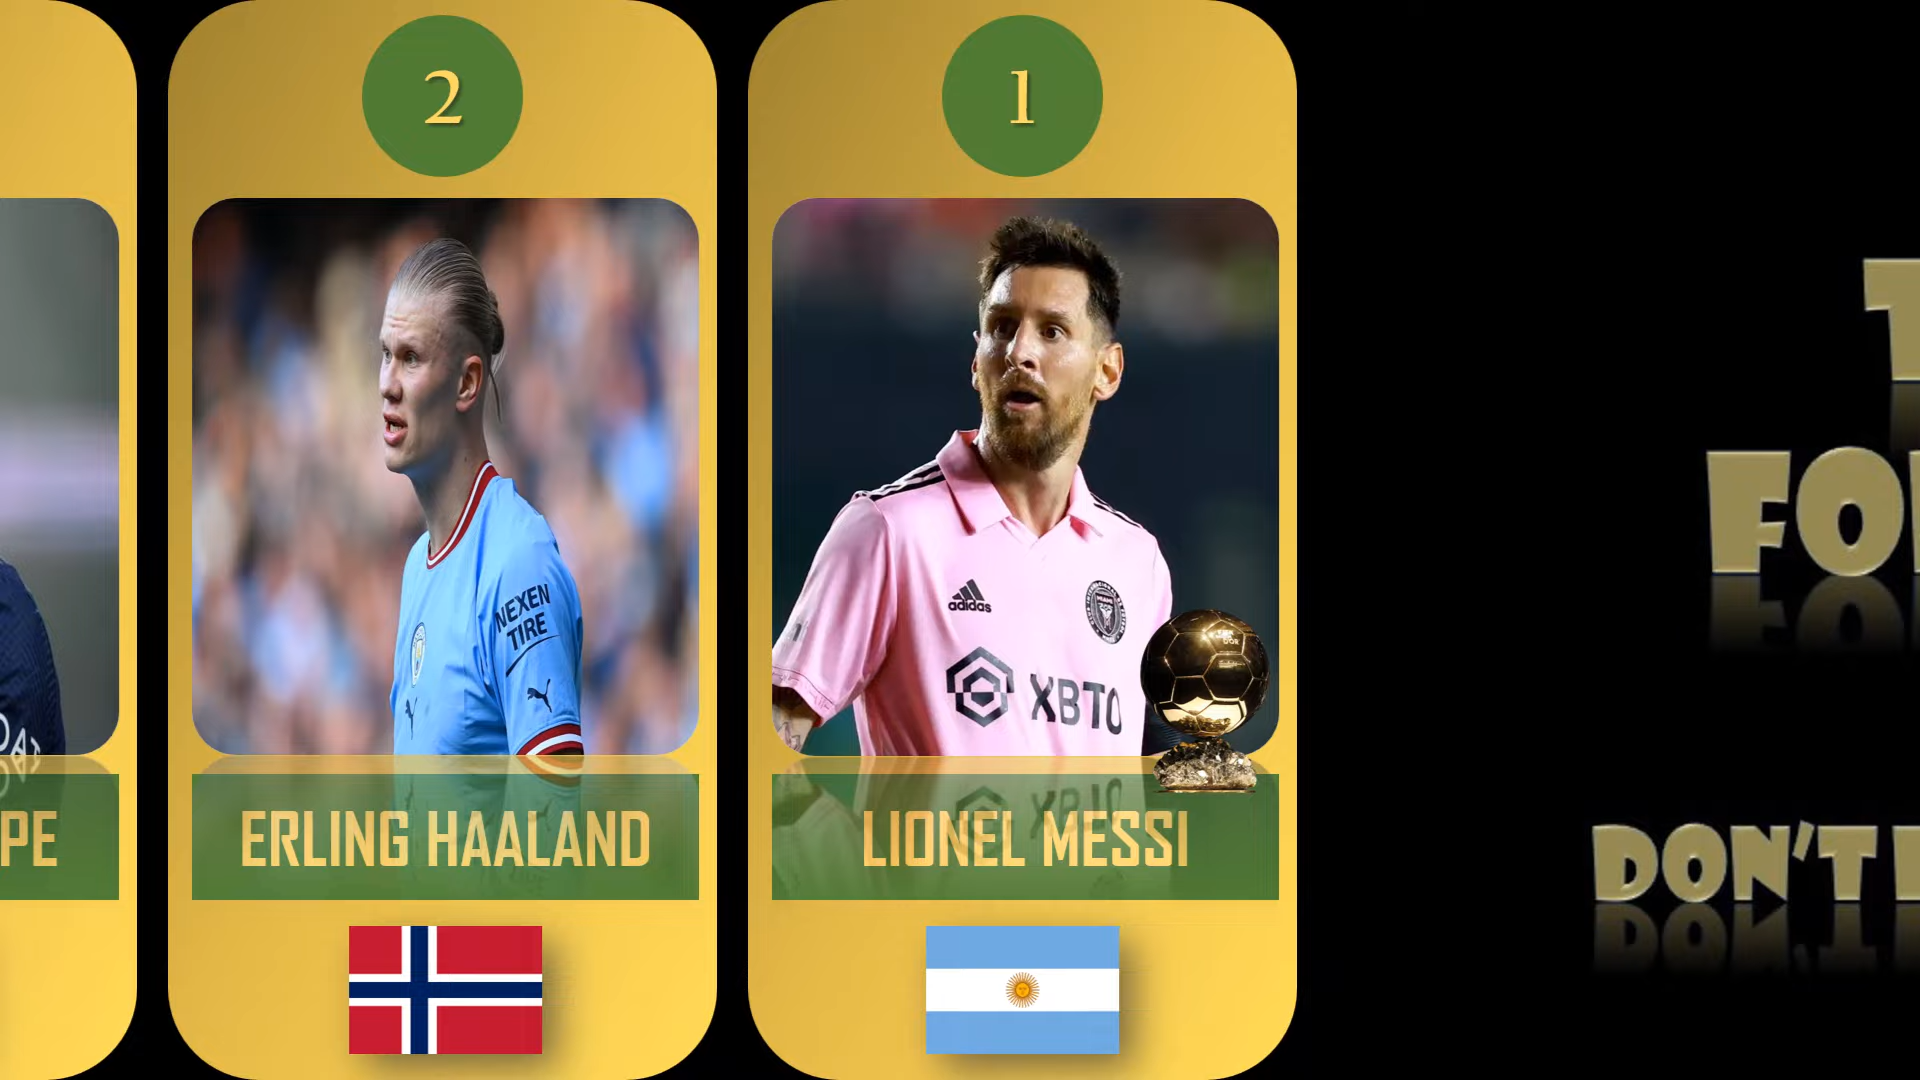 2
1
NEXEN
TIRE
adidas
XBTO
PE
ERLING HAALAND
LIONEL MESSI
FO
DON'T